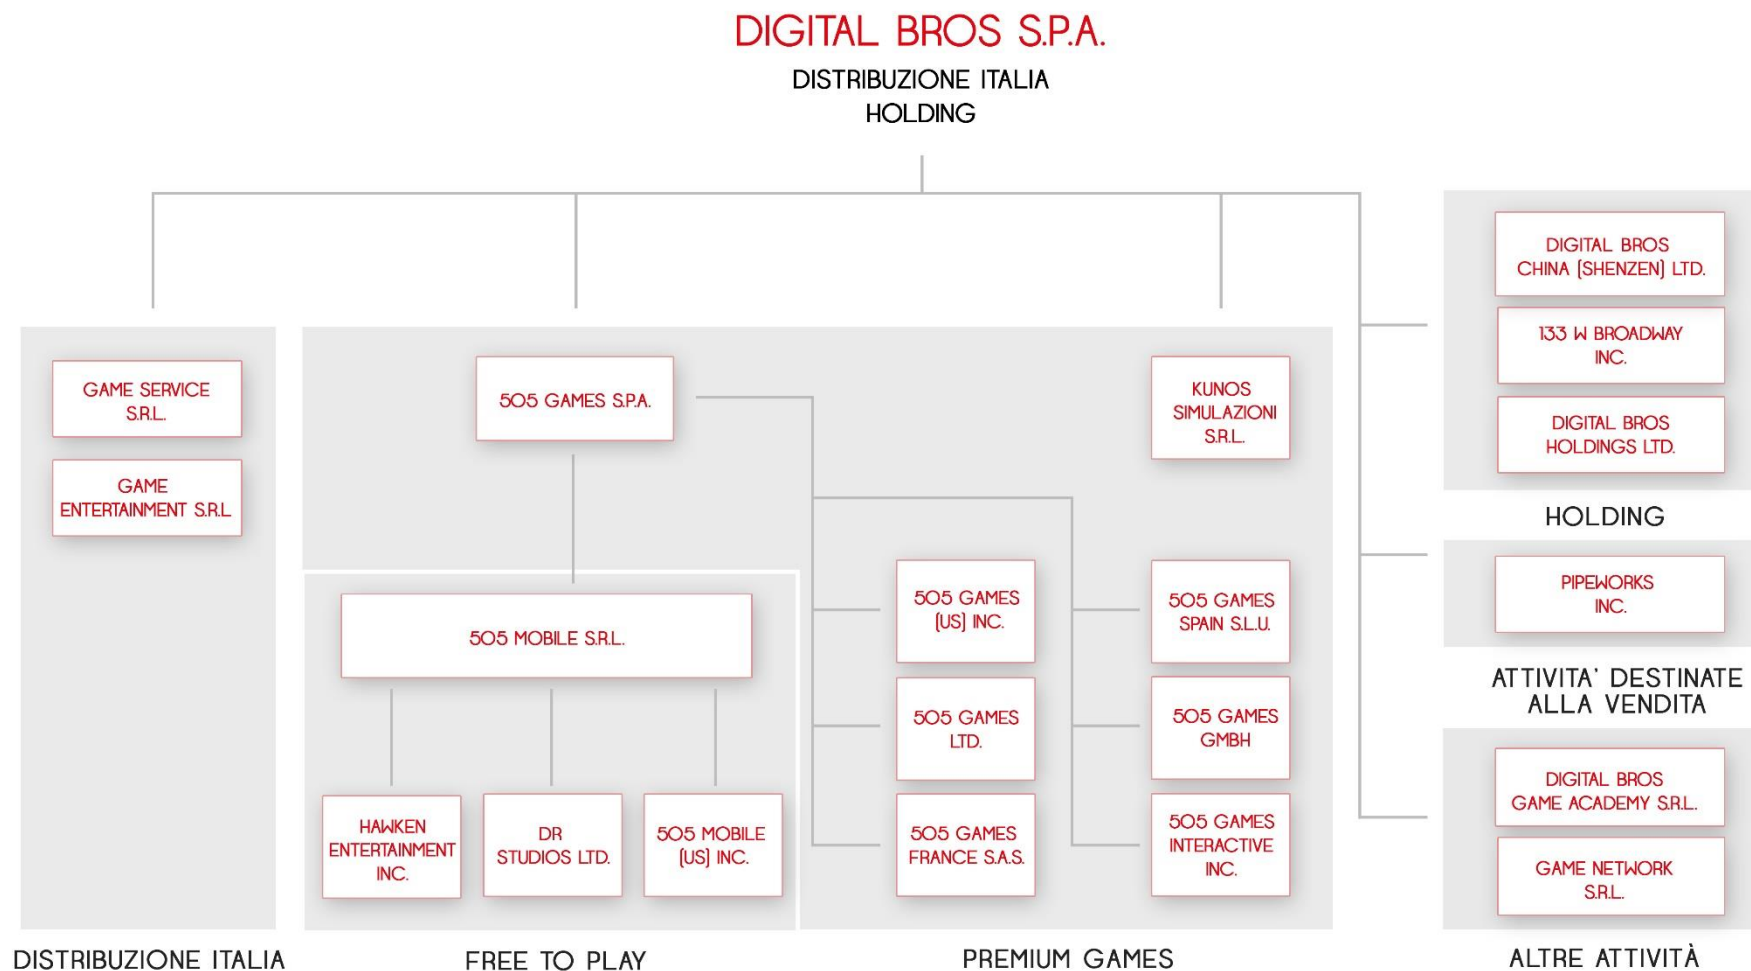 DIGITAL BROS S.P.A.
DISTRIBUZIONE ITALIA
HOLDING
GAME SERVICE
S.R.L.
GAME
ENTERTAINMENT S.R.L
DISTRIBUZIONE ITALIA
505 GAMES S.P.A.
505 MOBILE S.R.L.
HAWKEN
ENTERTAINMENT
INC.
DR
STUDIOS LTD.
505 MOBILE
(US) INC.
FREE TO PLAY
KUNOS
SIMULAZIONI
S.R.L.
505 GAMES
(US) INC.
505 GAMES
LTD.
505 GAMES
FRANCE S.A.S.
505 GAMES
SPAIN S.L.U.
505 GAMES
GMBH
505 GAMES
INTERACTIVE
INC.
PREMIUM GAMES
DIGITAL BROS
CHINA (SHENZEN) LTD.
133 W BROADWAY
INC.
DIGITAL BROS
HOLDINGS LTD.
HOLDING
PIPEWORKS
INC.
ATTIVITA' DESTINATE
ALLA VENDITA
DIGITAL BROS
GAME ACADEMY S.R.L.
GAME NETWORK
S.R.L.
ALTRE ATTIVITÀ